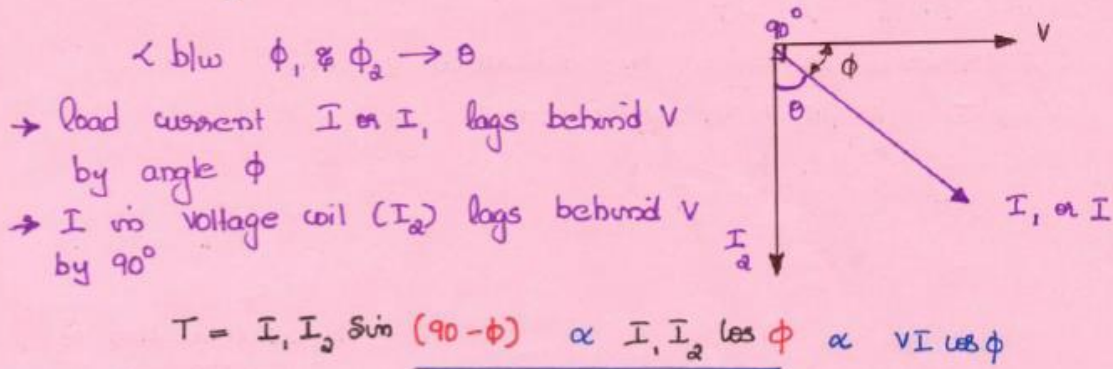 ∠ b/w ϕ₁ & ϕ₂ → θ
→ load current I or I₁ lags behind V
by angle ϕ
→ I in voltage coil (I₂) lags behind V
by 90°
90°
V
ϕ
θ
I₂
I₁ or I
T = I₁ I₂ Sin (90-ϕ) ∝ I₁ I₂ cos ϕ ∝ VI cos ϕ